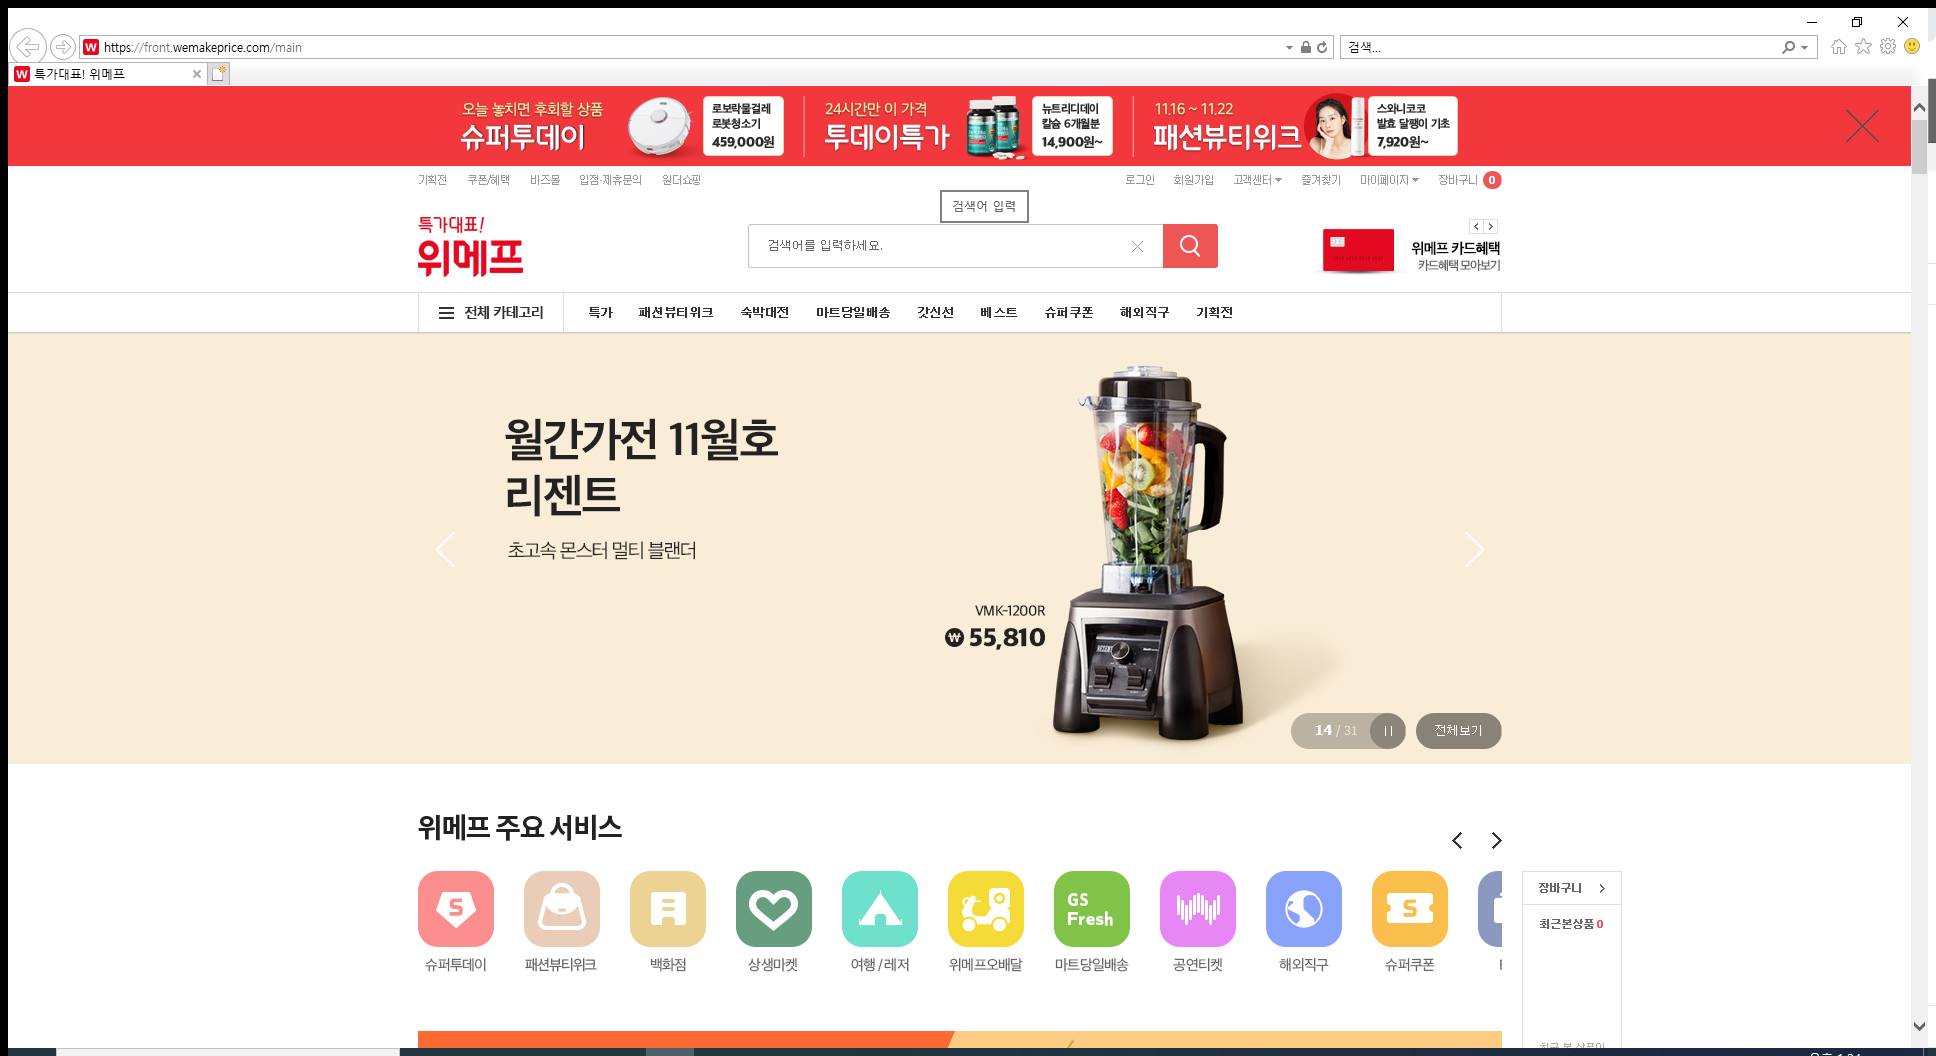 https://front.wemakeprice.com/main
검색...
특가대표! 위메프
오늘 놓치면 후회할 상품
슈퍼투데이
로보락물걸레
로봇청소기
459,000원
24시간만 이 가격
투데이특가
뉴트리디데이
칼슘 6개월분
14,900원~
11.16 ~ 11.22
패션뷰티위크
스와니코코
발효 달팽이 기초
7,920원~
기획전 쿠폰/혜택 비즈몰 입점·제휴문의 원더쇼핑
로그인 회원가입 고객센터 즐겨찾기 마이페이지 장바구니 0
검색어 입력
특가대표!
위메프
검색어를 입력하세요.
위메프 카드혜택
카드혜택 모아보기
전체 카테고리 특가 패션뷰티위크 숙박대전 마트당일배송 갓신선 베스트 슈퍼쿠폰 해외직구 기획전
월간가전 11월호
리젠트
초고속 몬스터 멀티 블랜더
VMK-1200R
₩ 55,810
14 / 31
전체보기
위메프 주요 서비스
S
GS
Fresh
S
슈퍼투데이 패션뷰티위크 백화점 상생마켓 여행 / 레저 위메프오배달 마트당일배송 공연티켓 해외직구 슈퍼쿠폰
장바구니
최근본상품 0